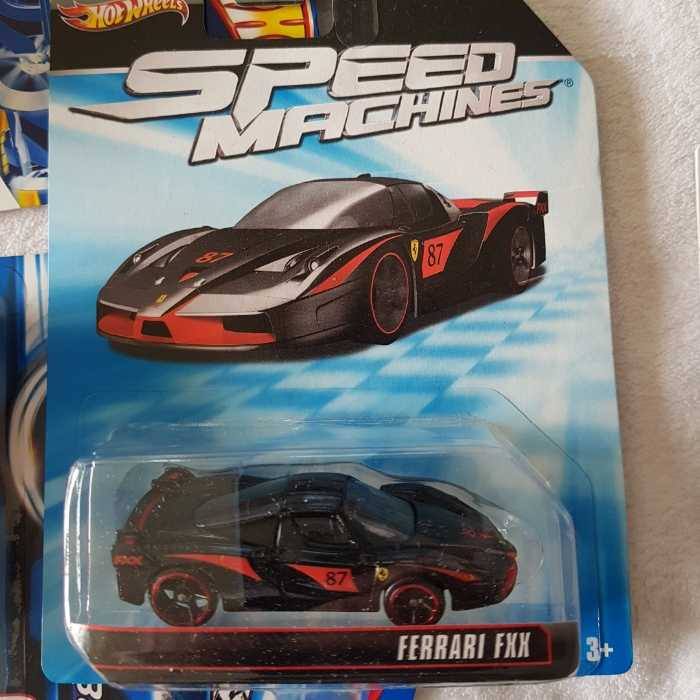 HOT WHEELS
SPEED
MACHINES®
87
87
FXX
87
FERRARI FXX
3+